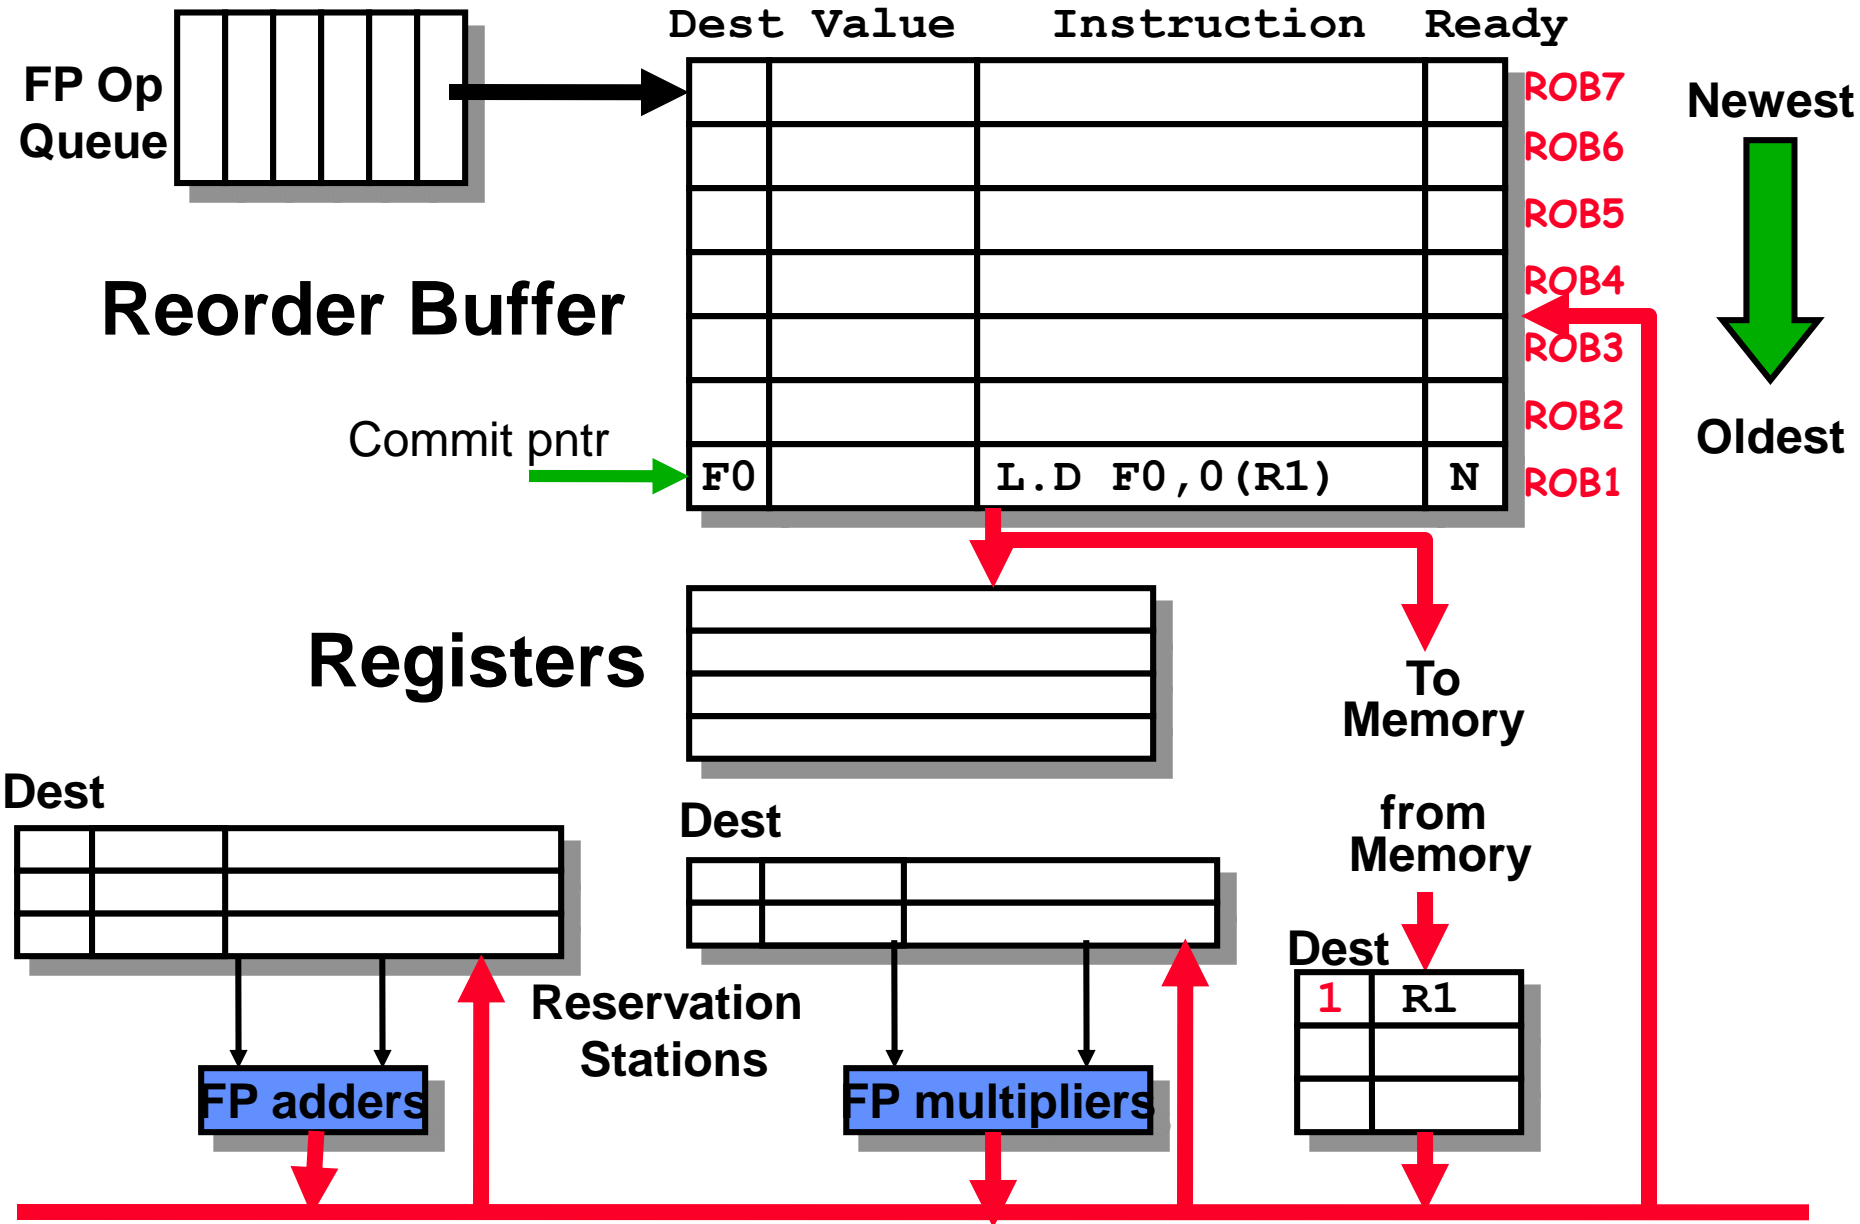 Dest Value Instruction Ready
FP Op
Queue
ROB7
Newest
ROB6
ROB5
Reorder Buffer
ROB4
ROB3
Commit pntr
ROB2
Oldest
F0 L.D F0,0(R1) N ROB1
Registers
To
Memory
Dest
Dest
from
Memory
Dest
1 R1
Reservation
Stations
FP adders
FP multipliers